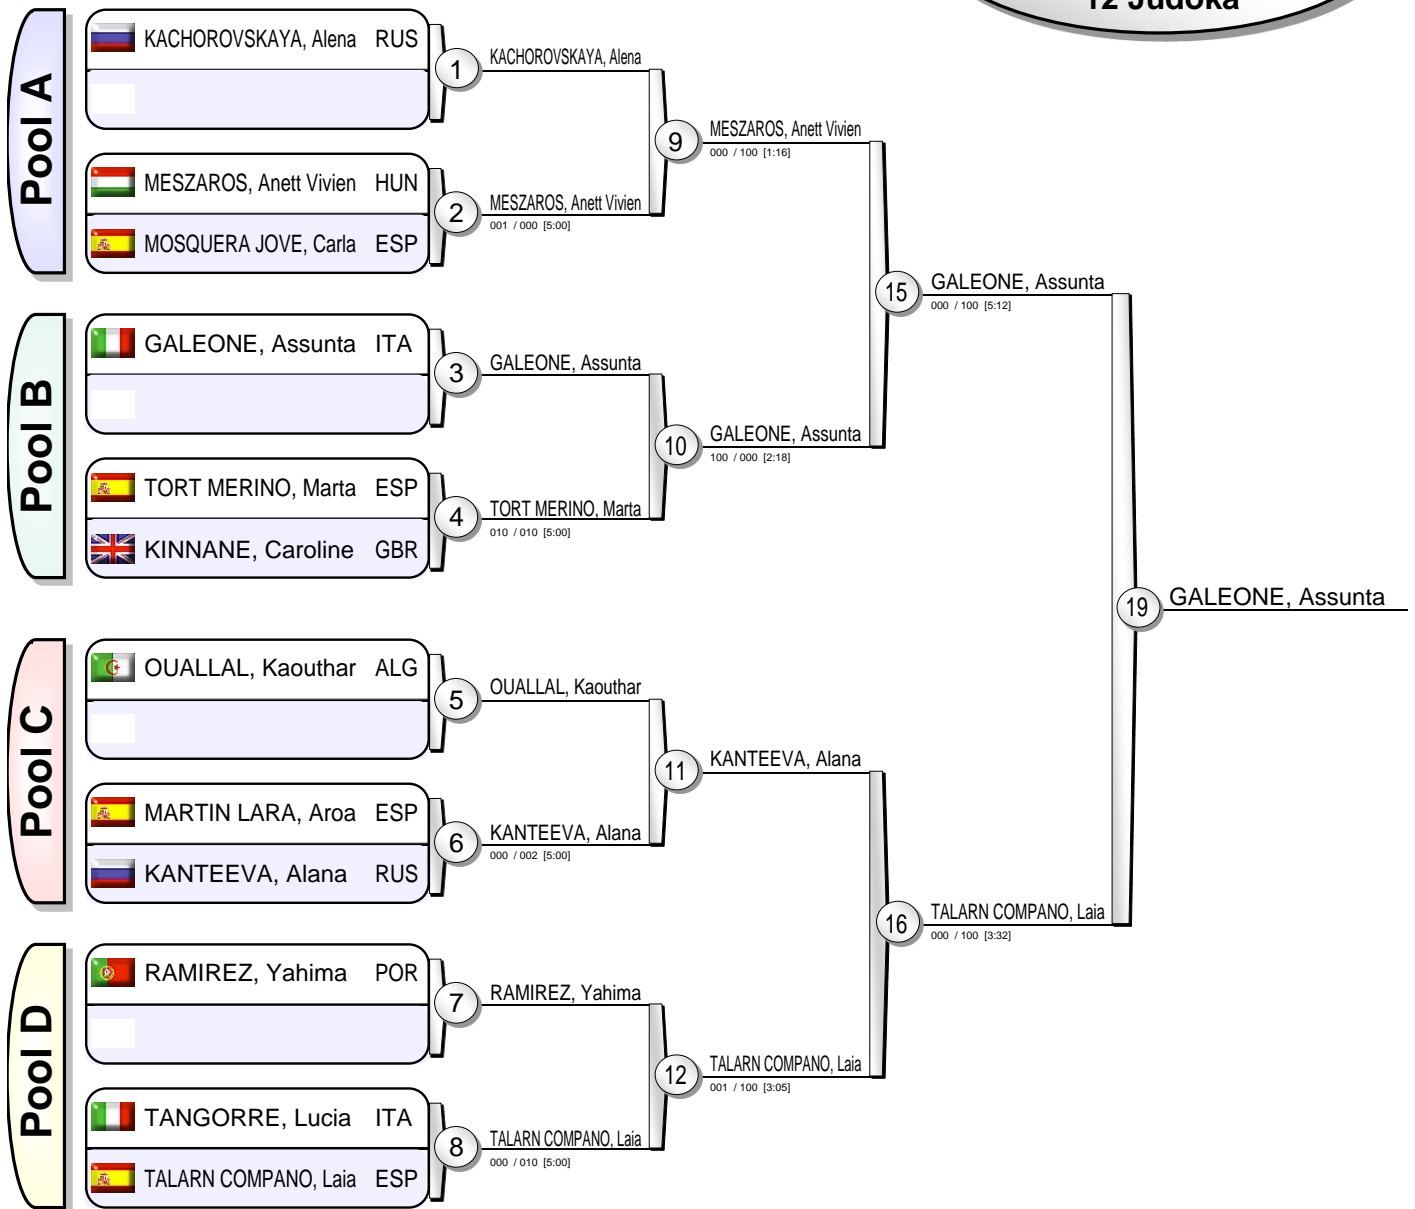 12 Judoka
Pool A
KACHOROVSKAYA, Alena RUS
MESZAROS, Anett Vivien HUN
MOSQUERA JOVE, Carla ESP
Pool B
GALEONE, Assunta ITA
TORT MERINO, Marta ESP
KINNANE, Caroline GBR
Pool C
OUALLAL, Kaouthar ALG
MARTIN LARA, Aroa ESP
KANTEEVA, Alana RUS
Pool D
RAMIREZ, Yahima POR
TANGORRE, Lucia ITA
TALARN COMPANO, Laia ESP
1
KACHOROVSKAYA, Alena
2
MESZAROS, Anett Vivien
001 / 000 [5:00]
3
GALEONE, Assunta
4
TORT MERINO, Marta
010 / 010 [5:00]
5
OUALLAL, Kaouthar
6
KANTEEVA, Alana
000 / 002 [5:00]
7
RAMIREZ, Yahima
8
TALARN COMPANO, Laia
000 / 010 [5:00]
9
MESZAROS, Anett Vivien
000 / 100 [1:16]
10
GALEONE, Assunta
100 / 000 [2:18]
11
KANTEEVA, Alana
12
TALARN COMPANO, Laia
001 / 100 [3:05]
15
GALEONE, Assunta
000 / 100 [5:12]
16
TALARN COMPANO, Laia
000 / 100 [3:32]
19
GALEONE, Assunta